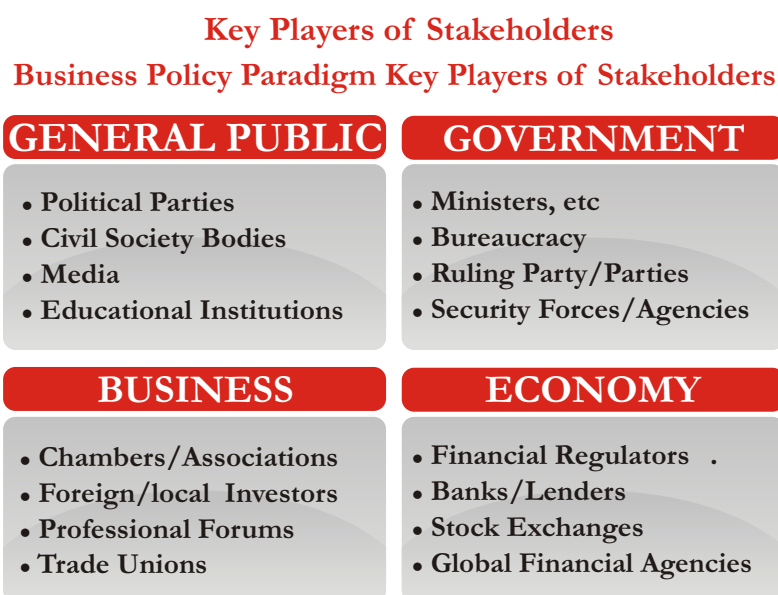 Key Players of Stakeholders
Business Policy Paradigm Key Players of Stakeholders
GENERAL PUBLIC
• Political Parties
• Civil Society Bodies
• Media
• Educational Institutions
GOVERNMENT
• Ministers, etc
• Bureaucracy
• Ruling Party/Parties
• Security Forces/Agencies
BUSINESS
• Chambers/Associations
• Foreign/local Investors
• Professional Forums
• Trade Unions
ECONOMY
• Financial Regulators .
• Banks/Lenders
• Stock Exchanges
• Global Financial Agencies